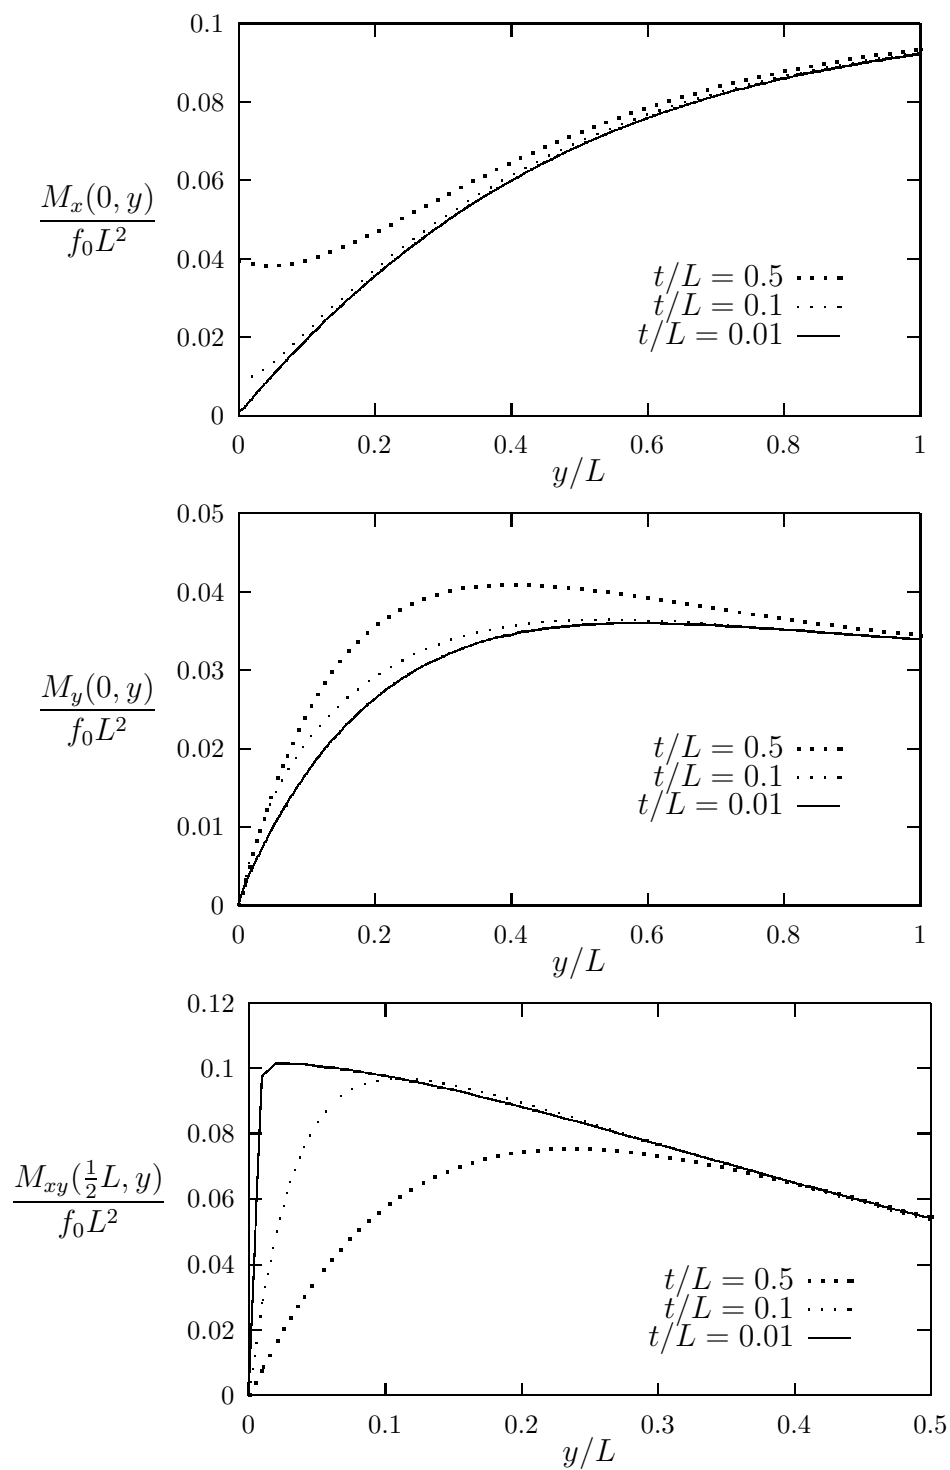 0.1
0.08
0.06
0.04
0.02
0
M_x(0, y)
f_0L^2
t/L = 0.5
t/L = 0.1
t/L = 0.01
0 0.2 0.4 0.6 0.8 1
y/L
0.05
0.04
0.03
0.02
0.01
0
M_y(0, y)
f_0L^2
t/L = 0.5
t/L = 0.1
t/L = 0.01
0 0.2 0.4 0.6 0.8 1
y/L
0.12
0.1
0.08
0.06
0.04
0.02
0
M_{xy}(½L, y)
f_0L^2
t/L = 0.5
t/L = 0.1
t/L = 0.01
0 0.1 0.2 0.3 0.4 0.5
y/L